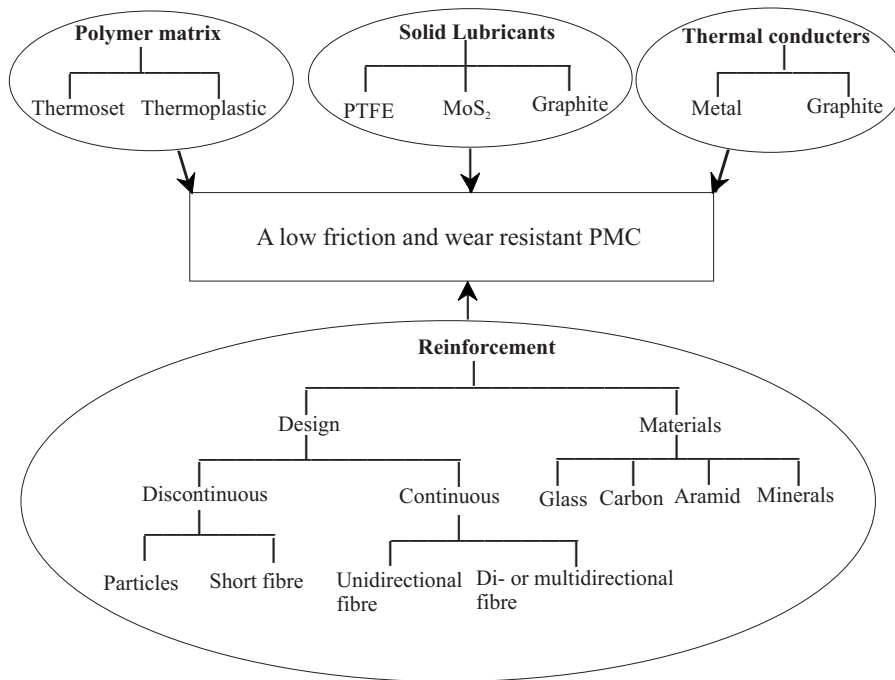 Polymer matrix
Thermoset Thermoplastic
Solid Lubricants
PTFE MoS₂ Graphite
Thermal conducters
Metal Graphite
A low friction and wear resistant PMC
Reinforcement
Design Materials
Discontinuous Continuous
Glass Carbon Aramid Minerals
Particles Short fibre
Unidirectional
fibre
Di- or multidirectional
fibre